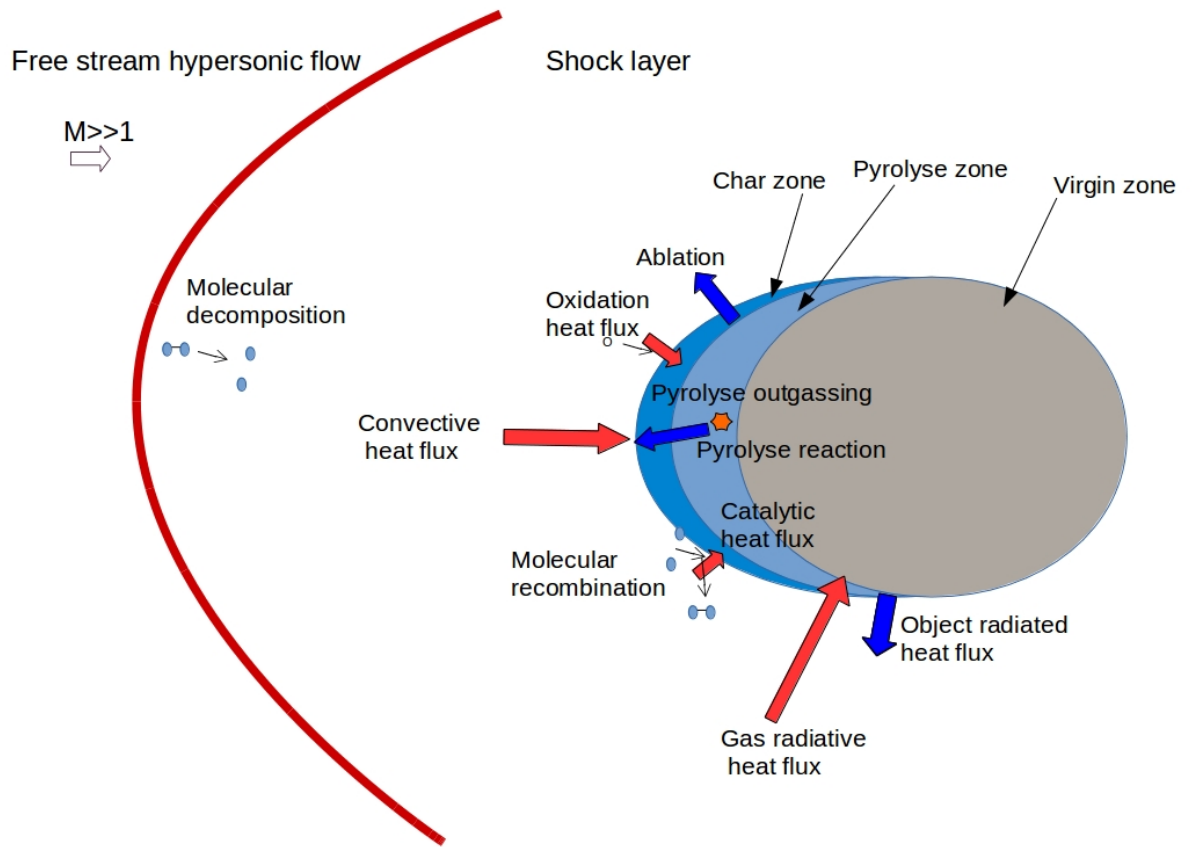 Free stream hypersonic flow
Shock layer
M>>1
Char zone
Pyrolyse zone
Virgin zone
Ablation
Molecular
decomposition
Oxidation
heat flux
O
Pyrolyse outgassing
Convective
heat flux
Pyrolyse reaction
Catalytic
heat flux
Molecular
recombination
Object radiated
heat flux
Gas radiative
heat flux